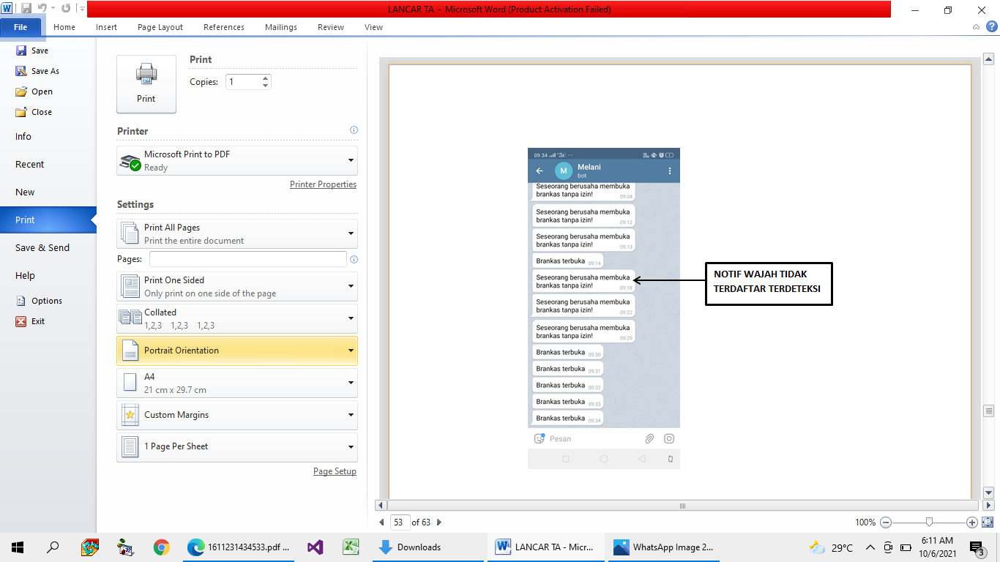 LANCAR TA - Microsoft Word (Product Activation Failed)
File Home Insert Page Layout References Mailings Review View
Save
Save As
Open
Close
Info
Recent
New
Print
Save & Send
Help
Options
Exit
Print
Print
Copies: 1
Printer
Microsoft Print to PDF
Ready
Printer Properties
Settings
Print All Pages
Print the entire document
Pages:
Print One Sided
Only print on one side of the page
Collated
1,2,3 1,2,3 1,2,3
Portrait Orientation
A4
21 cm x 29.7 cm
Custom Margins
1 Page Per Sheet
Page Setup
09.34
M
Melani
bot
Seseorang berusaha membuka
brankas tanpa izin! 09:04
Seseorang berusaha membuka
brankas tanpa izin! 09:12
Seseorang berusaha membuka
brankas tanpa izin! 09:13
Brankas terbuka 09:14
Seseorang berusaha membuka
brankas tanpa izin! 09:18
Seseorang berusaha membuka
brankas tanpa izin! 09:22
Seseorang berusaha membuka
brankas tanpa izin! 09:29
Brankas terbuka 09:30
Brankas terbuka 09:31
Brankas terbuka 09:32
Brankas terbuka 09:33
Brankas terbuka 09:34
Pesan
NOTIF WAJAH TIDAK
TERDAFTAR TERDETEKSI
53 of 63
100%
1611231434533.pdf ...
Downloads
LANCAR TA - Micr...
WhatsApp Image 2...
29°C
6:11 AM
10/6/2021
3